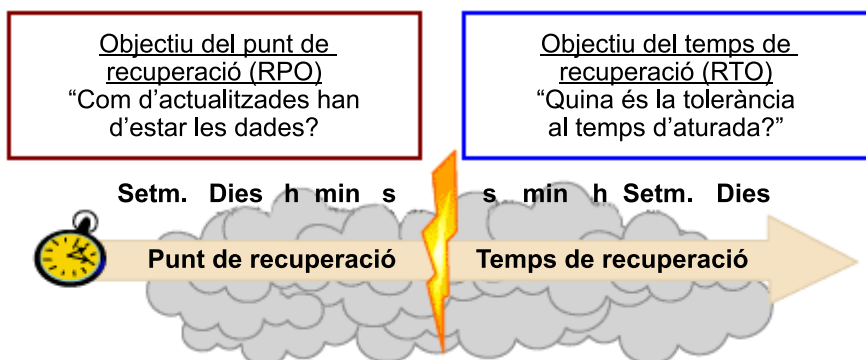 Objectiu del punt de
recuperació (RPO)
“Com d’actualitzades han
d’estar les dades?
Objectiu del temps de
recuperació (RTO)
“Quina és la tolerància
al temps d’aturada?”
Setm. Dies h min s
s min h Setm. Dies
Punt de recuperació
Temps de recuperació